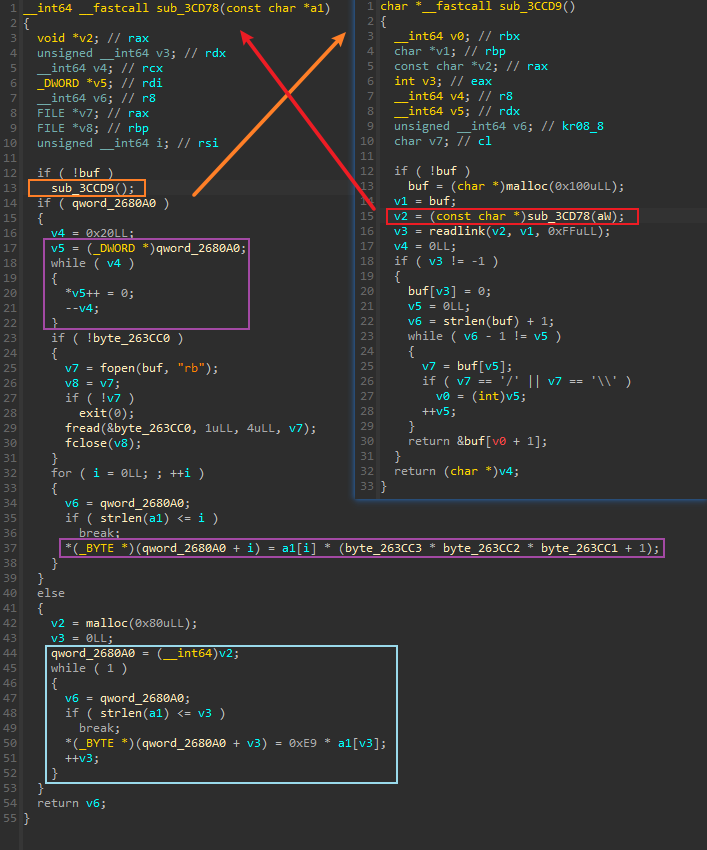 1 __int64 __fastcall sub_3CD78(const char *a1)
2 {
3 void *v2; // rax
4 unsigned __int64 v3; // rdx
5 __int64 v4; // rcx
6 _DWORD *v5; // rdi
7 __int64 v6; // r8
8 FILE *v7; // rax
9 FILE *v8; // rbp
10 unsigned __int64 i; // rsi
11
12 if ( !buf )
13 sub_3CCD9();
14 if ( qword_2680A0 )
15 {
16 v4 = 0x20LL;
17 v5 = (_DWORD *)qword_2680A0;
18 while ( v4 )
19 {
20 *v5++ = 0;
21 --v4;
22 }
23 if ( !byte_263CC0 )
24 {
25 v7 = fopen(buf, "rb");
26 v8 = v7;
27 if ( !v7 )
28 exit(0);
29 fread(&byte_263CC0, 1uLL, 4uLL, v7);
30 fclose(v8);
31 }
32 for ( i = 0LL; ; ++i )
33 {
34 v6 = qword_2680A0;
35 if ( strlen(a1) <= i )
36 break;
37 *(_BYTE *)(qword_2680A0 + i) = a1[i] * (byte_263CC3 * byte_263CC2 * byte_263CC1 + 1);
38 }
39 }
40 else
41 {
42 v2 = malloc(0x80uLL);
43 v3 = 0LL;
44 qword_2680A0 = (__int64)v2;
45 while ( 1 )
46 {
47 v6 = qword_2680A0;
48 if ( strlen(a1) <= v3 )
49 break;
50 *(_BYTE *)(qword_2680A0 + v3) = 0xE9 * a1[v3];
51 ++v3;
52 }
53 }
54 return v6;
55 }
1 char *__fastcall sub_3CCD9()
2 {
3 __int64 v0; // rbx
4 char *v1; // rbp
5 const char *v2; // rax
6 int v3; // eax
7 __int64 v4; // r8
8 __int64 v5; // rdx
9 unsigned __int64 v6; // kr08_8
10 char v7; // cl
11
12 if ( !buf )
13 buf = (char *)malloc(0x100uLL);
14 v1 = buf;
15 v2 = (const char *)sub_3CD78(aW);
16 v3 = readlink(v2, v1, 0xFFuLL);
17 v4 = 0LL;
18 if ( v3 != -1 )
19 {
20 buf[v3] = 0;
21 v5 = 0LL;
22 v6 = strlen(buf) + 1;
23 while ( v6 - 1 != v5 )
24 {
25 v7 = buf[v5];
26 if ( v7 == '/' || v7 == '\\' )
27 v0 = (int)v5;
28 ++v5;
29 }
30 return &buf[v0 + 1];
31 }
32 return (char *)v4;
33 }